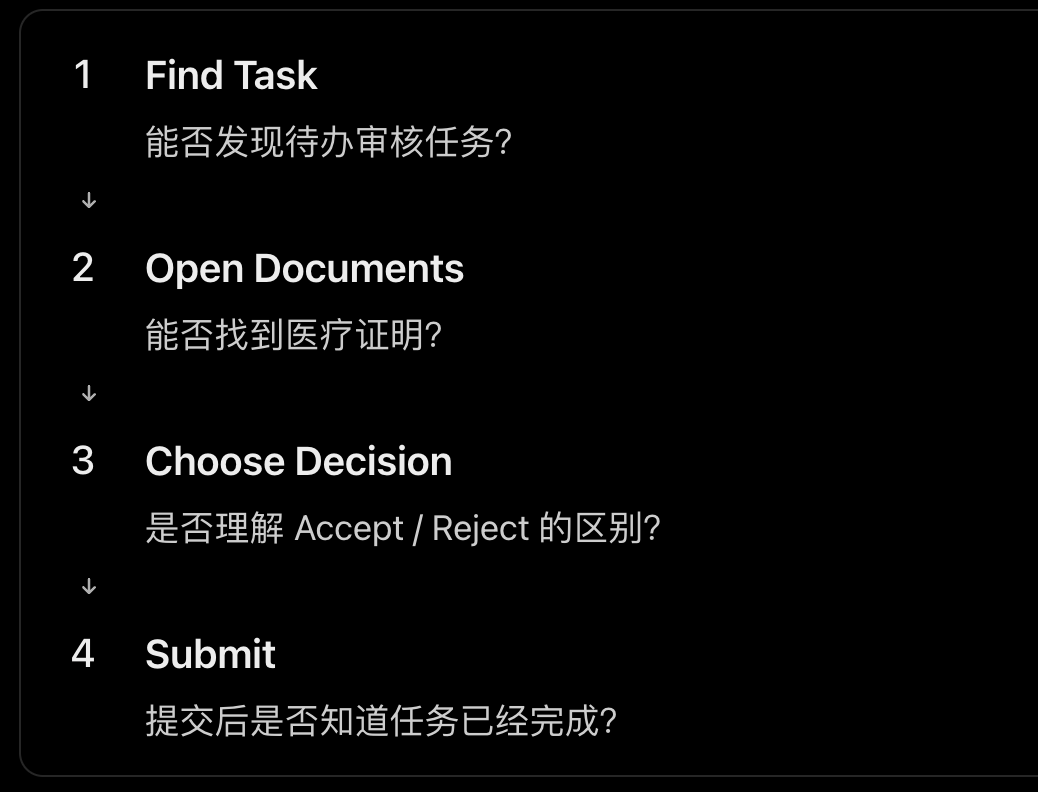 1 Find Task
能否发现待办审核任务?
↓
2 Open Documents
能否找到医疗证明?
↓
3 Choose Decision
是否理解 Accept / Reject 的区别?
↓
4 Submit
提交后是否知道任务已经完成?